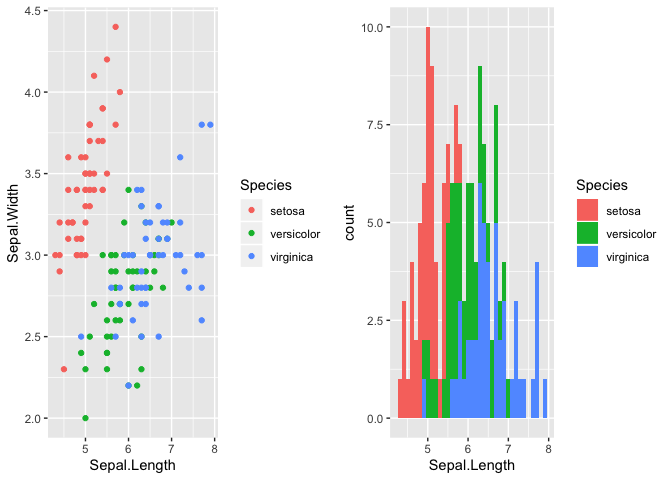 4.5
4.0
3.5
3.0
2.5
2.0
Sepal.Width
5 6 7 8
Sepal.Length
Species
setosa
versicolor
virginica
10.0
7.5
5.0
2.5
0.0
count
5 6 7 8
Sepal.Length
Species
setosa
versicolor
virginica